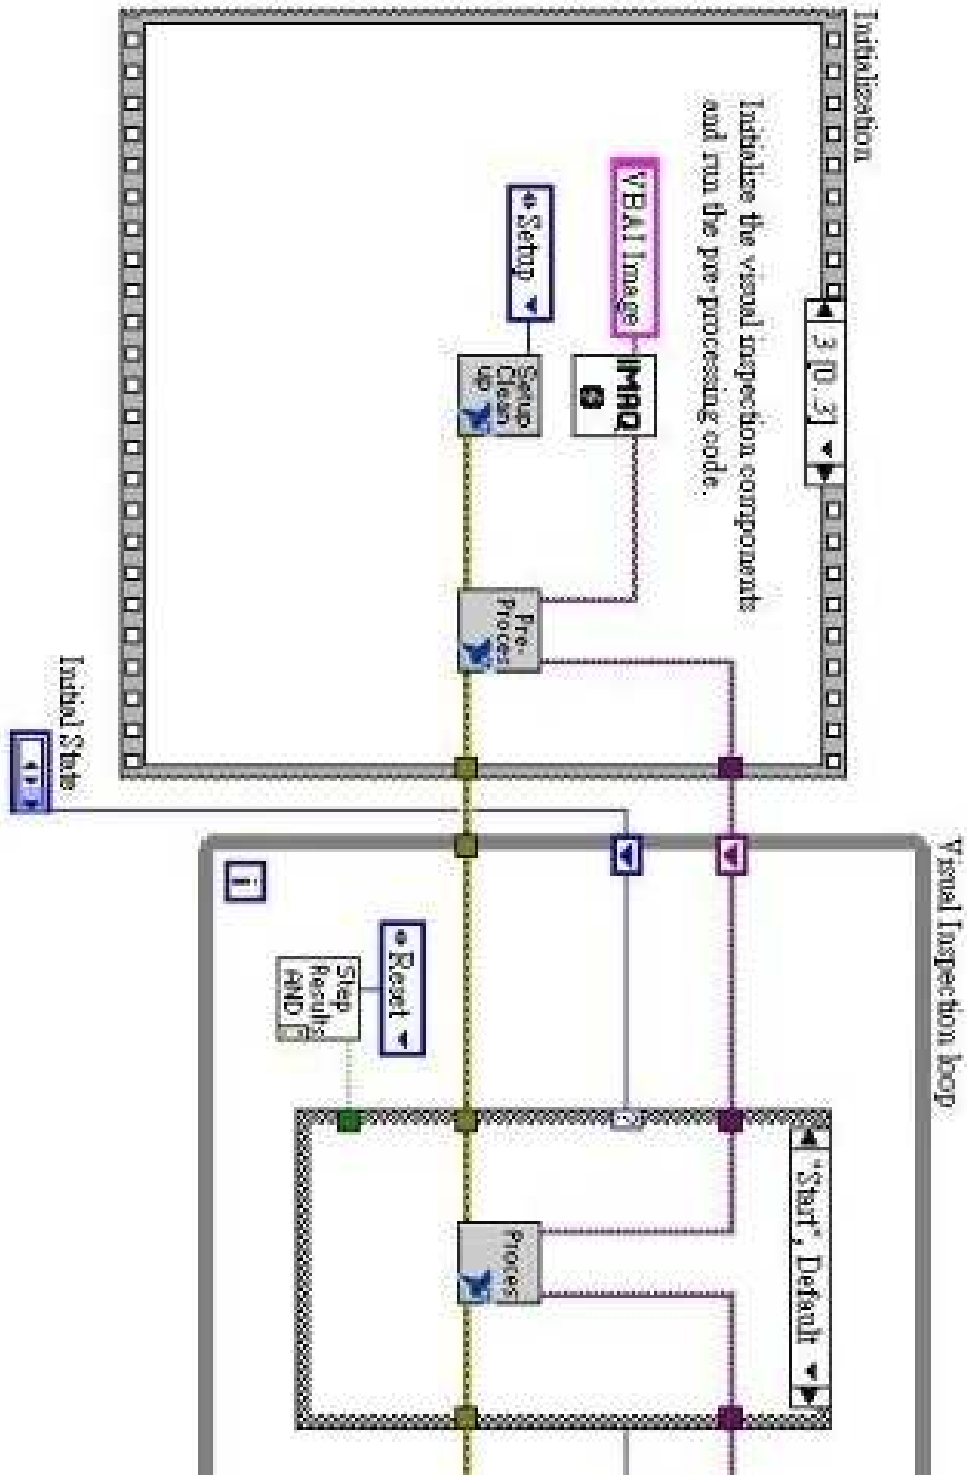 Initialization
3 [0..3]
Initialize the visual inspection components
and run the pre-processing code.
VBAI Image
IMAQ
Setup
Setup
Clean
up
Pre-
Proces
Initial State
Visual Inspection loop
"Start", Default
Proces
Reset
Step
Results
AND
i